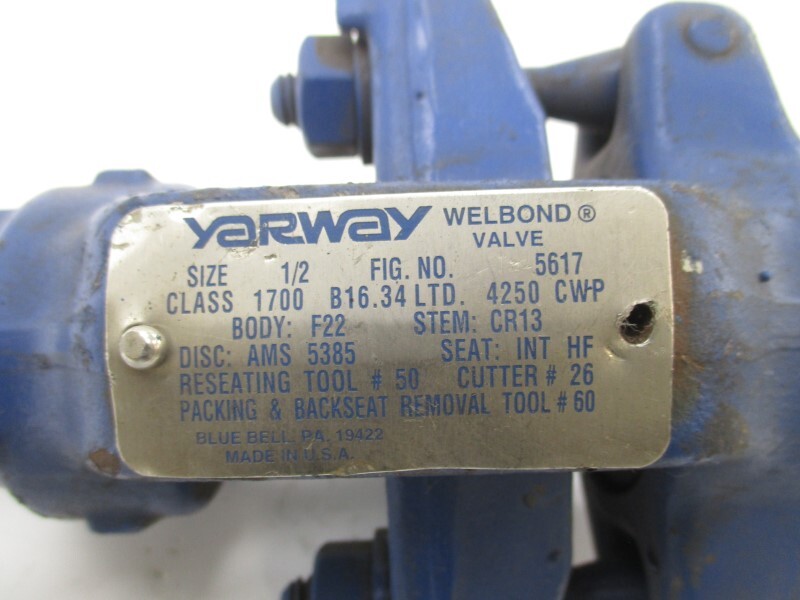 YARWAY WELBOND ®
VALVE
SIZE 1/2 FIG. NO. 5617
CLASS 1700 B16.34 LTD. 4250 CWP
BODY: F22 STEM: CR13
DISC: AMS 5385 SEAT: INT HF
RESEATING TOOL # 50 CUTTER # 26
PACKING & BACKSEAT REMOVAL TOOL # 60
BLUE BELL, PA. 19422
MADE IN U.S.A.